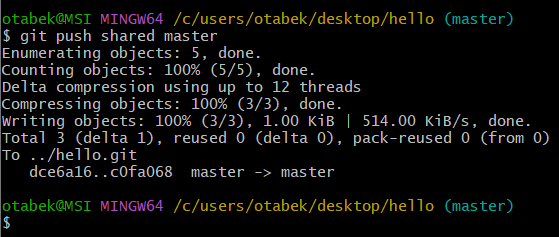 otabek@MSI MINGW64 /c/users/otabek/desktop/hello (master)
$ git push shared master
Enumerating objects: 5, done.
Counting objects: 100% (5/5), done.
Delta compression using up to 12 threads
Compressing objects: 100% (3/3), done.
Writing objects: 100% (3/3), 1.00 KiB | 514.00 KiB/s, done.
Total 3 (delta 1), reused 0 (delta 0), pack-reused 0 (from 0)
To ../hello.git
   dce6a16..c0fa068  master -> master

otabek@MSI MINGW64 /c/users/otabek/desktop/hello (master)
$